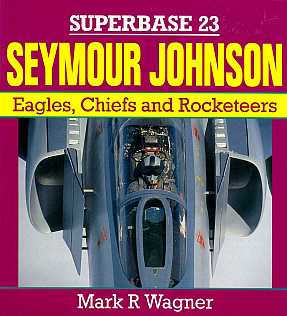 SUPERBASE 23
SEYMOUR JOHNSON
Eagles, Chiefs and Rocketeers
Mark R Wagner